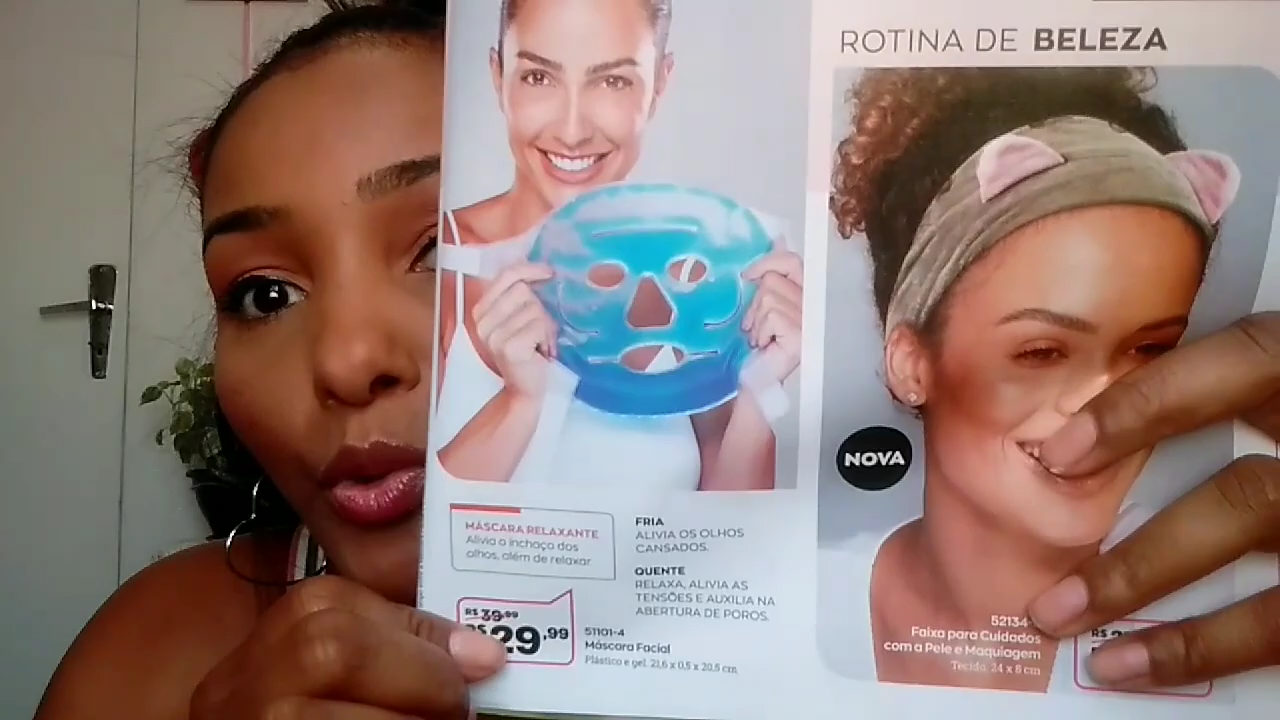 ROTINA DE BELEZA
NOVA
MÁSCARA RELAXANTE
Alivia o inchaço dos
olhos, além de relaxar
FRIA
ALIVIA OS OLHOS
CANSADOS.
QUENTE
RELAXA, ALIVIA AS
TENSÕES E AUXILIA NA
ABERTURA DE POROS.
R$ 39,99
R$ 29,99
51101-4
Máscara Facial
Plástico e gel. 21,6 x 0,5 x 20,5 cm
52134-
Faixa para Cuidados
com a Pele e Maquiagem
Tecido. 24 x 8 cm
R$